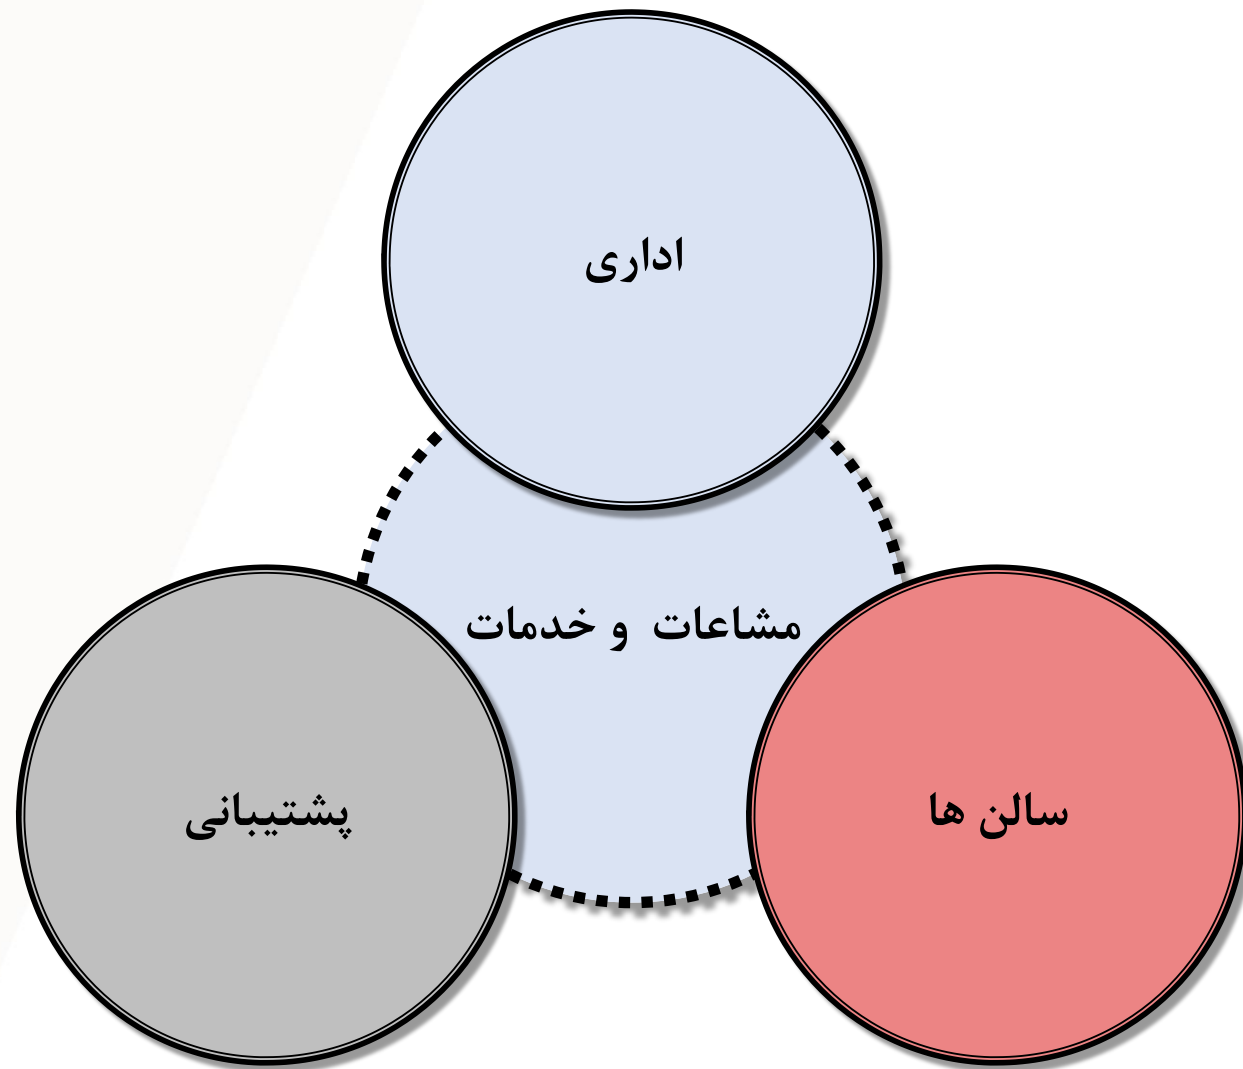 اداری
مشاعات و خدمات
سالن ها
پشتیبانی